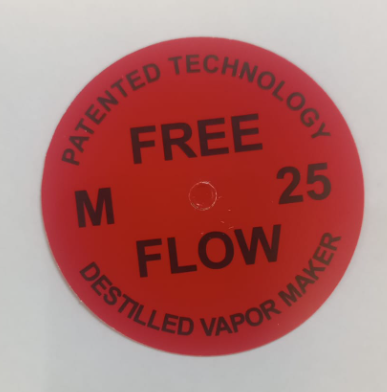 PATENTED TECHNOLOGY
FREE
M 25
FLOW
DESTILLED VAPOR MAKER